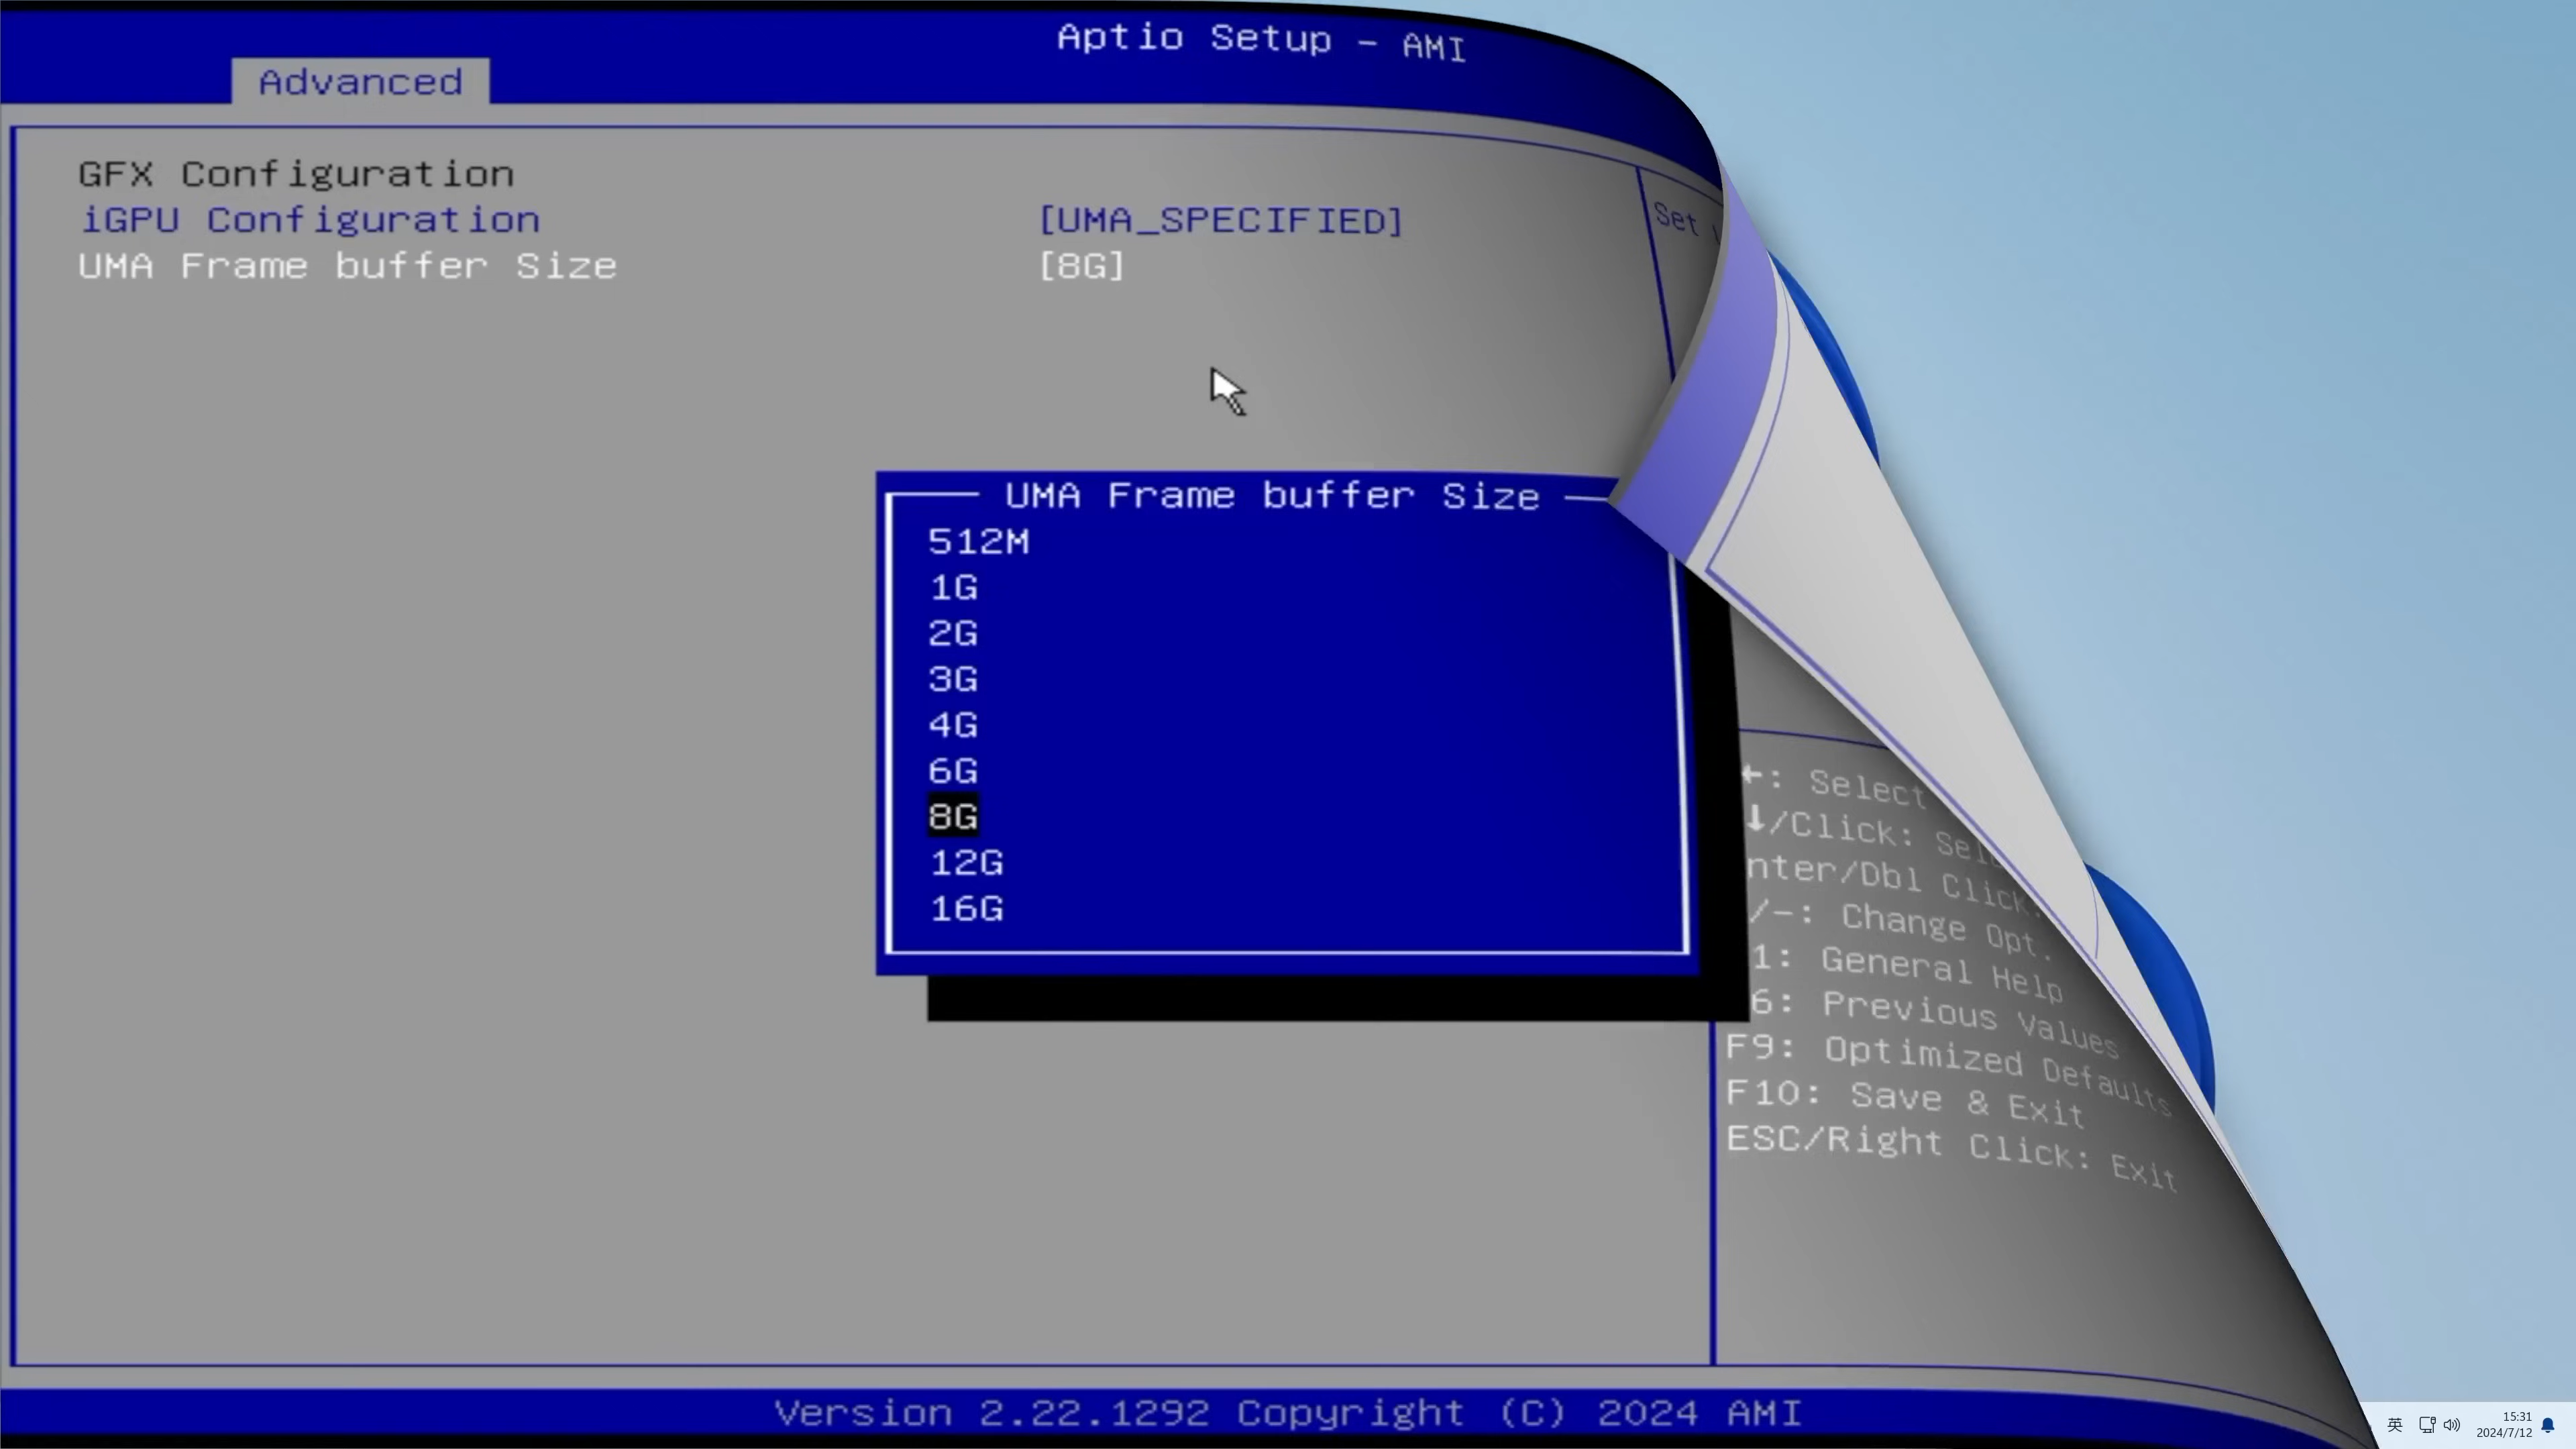 Aptio Setup - AMI
Advanced
GFX Configuration
iGPU Configuration [UMA_SPECIFIED]
UMA Frame buffer Size [8G]
Set
UMA Frame buffer Size
512M
1G
2G
3G
4G
6G
8G
12G
16G
←: Select
↓/Click:
nter/Dbl Click:
/-: Change Opt.
1: General Help
6: Previous Values
F9: Optimized Defaults
F10: Save & Exit
ESC/Right Click: Exit
Version 2.22.1292 Copyright (C) 2024 AMI
英
15:31
2024/7/12